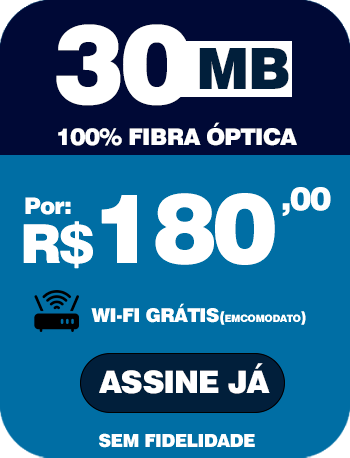 30 MB
100% FIBRA ÓPTICA
Por:
R$180,00
WI-FI GRÁTIS(EMCOMODATO)
ASSINE JÁ
SEM FIDELIDADE